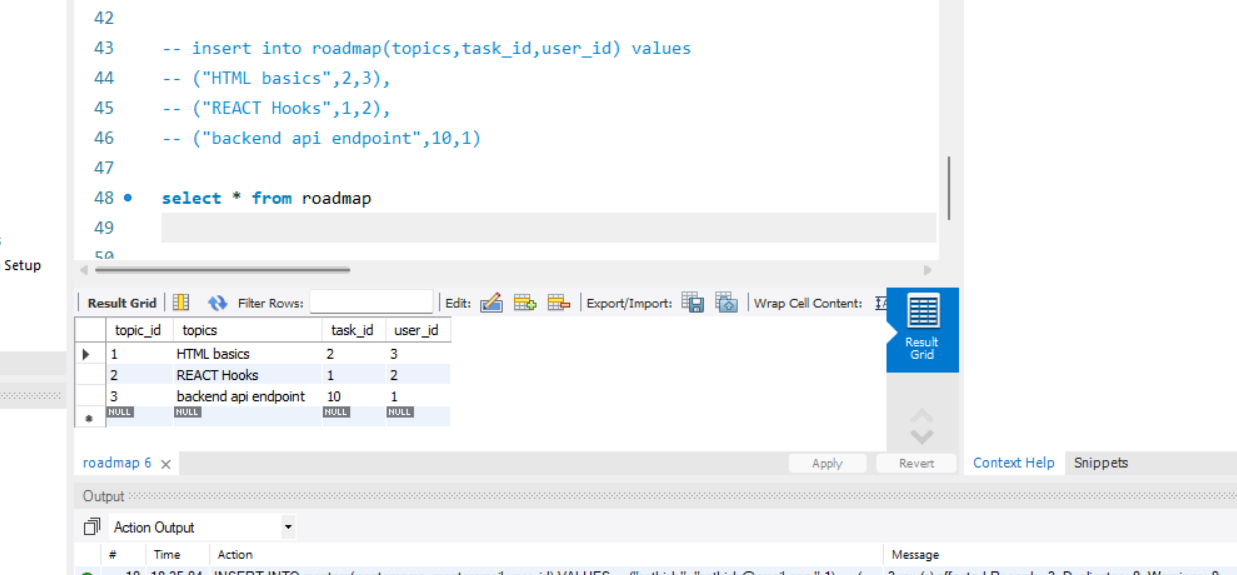 42
43 -- insert into roadmap(topics,task_id,user_id) values
44 -- ("HTML basics",2,3),
45 -- ("REACT Hooks",1,2),
46 -- ("backend api endpoint",10,1)
47
48 select * from roadmap
49
50
Setup
Result Grid Filter Rows: Edit: Export/Import: Wrap Cell Content:
Result
Grid
topic_id topics task_id user_id
1 HTML basics 2 3
2 REACT Hooks 1 2
3 backend api endpoint 10 1
NULL NULL NULL NULL
roadmap 6 Apply Revert Context Help Snippets
Output
Action Output
# Time Action Message
INSERT INTO